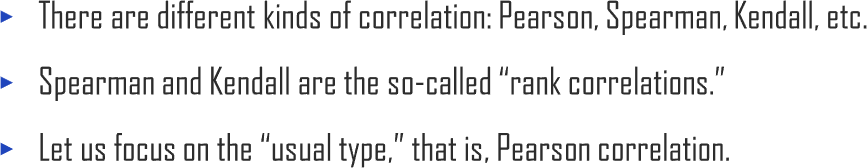 ▸ There are different kinds of correlation: Pearson, Spearman, Kendall, etc.
▸ Spearman and Kendall are the so-called “rank correlations.”
▸ Let us focus on the “usual type,” that is, Pearson correlation.